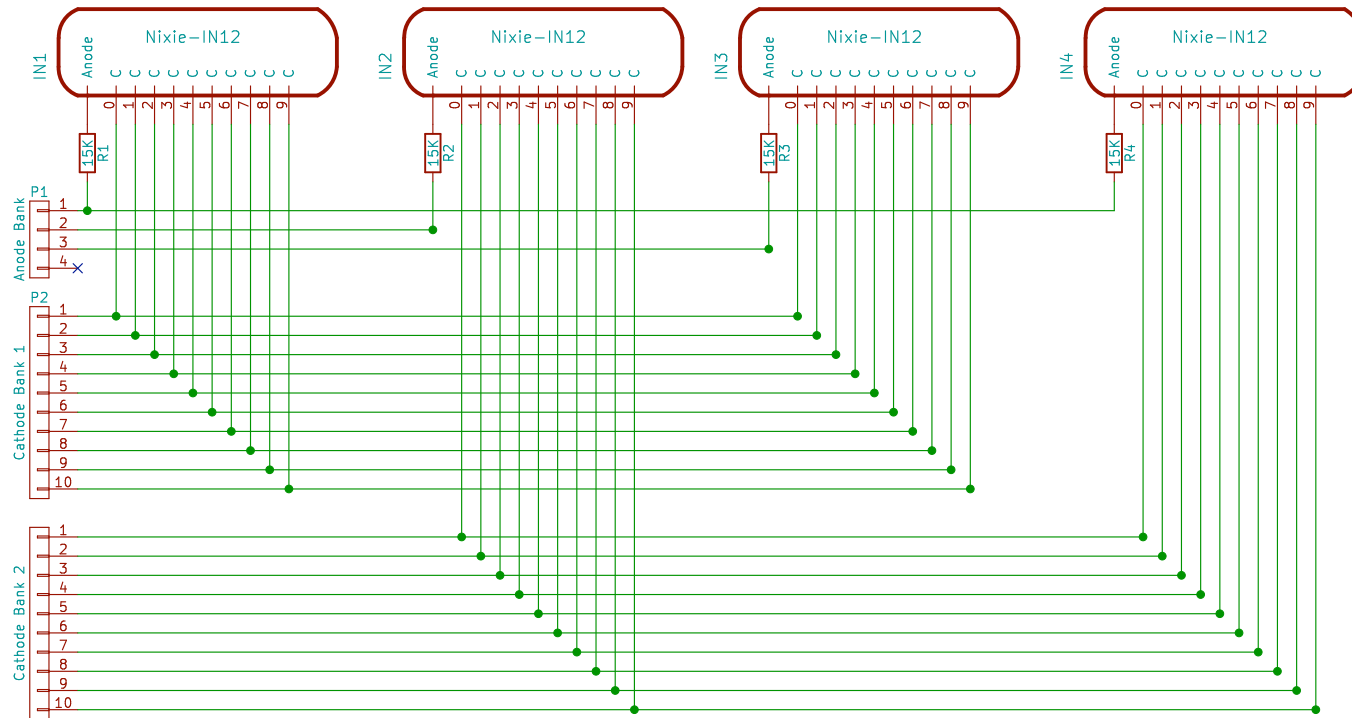 Nixie-IN12
IN1
Anode
C C C C C C C C C C
0 1 2 3 4 5 6 7 8 9
15K
R1
Nixie-IN12
IN2
Anode
C C C C C C C C C C
0 1 2 3 4 5 6 7 8 9
15K
R2
Nixie-IN12
IN3
Anode
C C C C C C C C C C
0 1 2 3 4 5 6 7 8 9
15K
R3
Nixie-IN12
IN4
Anode
C C C C C C C C C C
0 1 2 3 4 5 6 7 8 9
15K
R4
P1
Anode Bank
1
2
3
4
P2
Cathode Bank 1
1
2
3
4
5
6
7
8
9
10
Cathode Bank 2
1
2
3
4
5
6
7
8
9
10